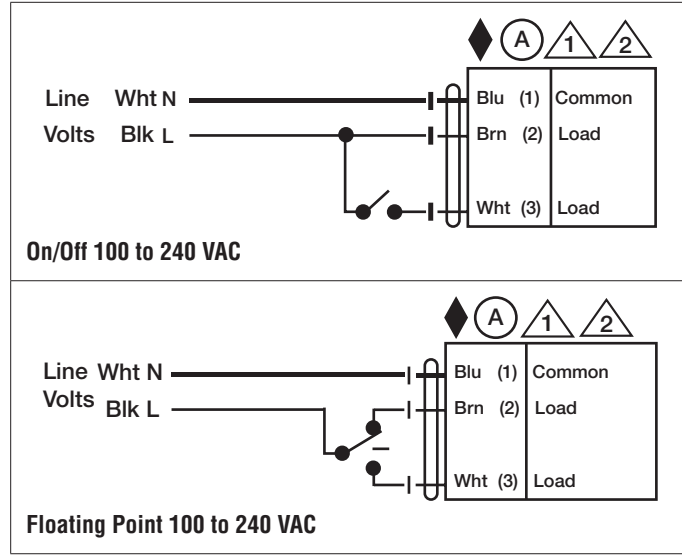 A 1 2
Line Wht N Blu (1) Common
Volts Blk L Brn (2) Load
Wht (3) Load
On/Off 100 to 240 VAC
A 1 2
Line Wht N Blu (1) Common
Volts Blk L Brn (2) Load
Wht (3) Load
Floating Point 100 to 240 VAC